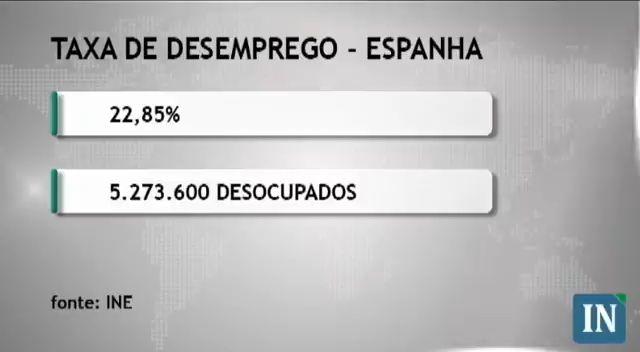 TAXA DE DESEMPREGO - ESPANHA
22,85%
5.273.600 DESOCUPADOS
fonte: INE
IN